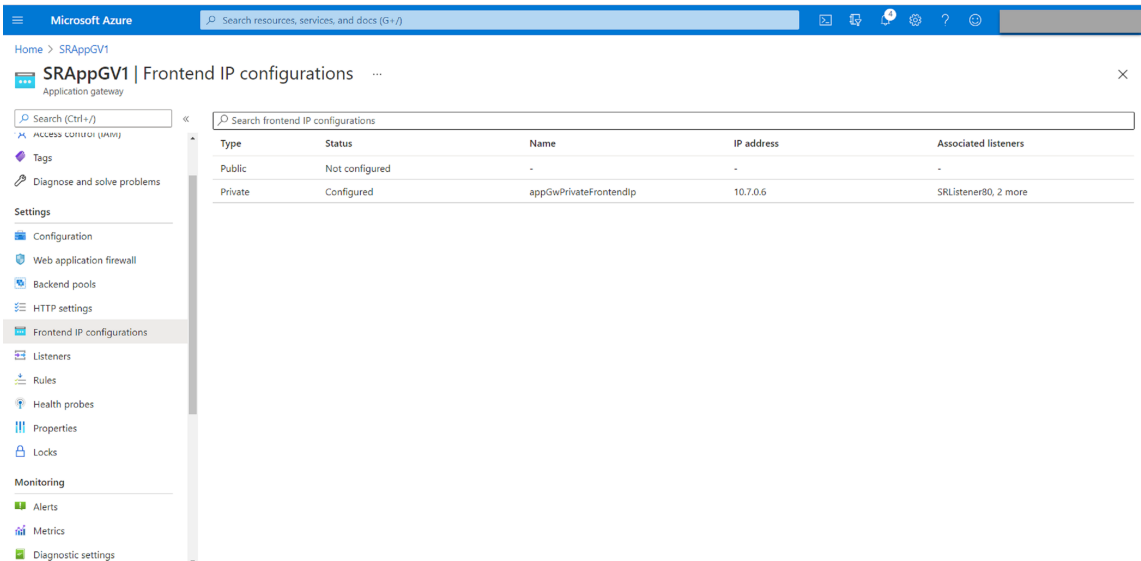 Microsoft Azure
Search resources, services, and docs (G+/)
4
Home > SRAppGV1
SRAppGV1 | Frontend IP configurations ...
Application gateway
Search (Ctrl+/)
«
Search frontend IP configurations
Access control (IAM)
Type Status Name IP address Associated listeners
Tags
Public Not configured - - -
Diagnose and solve problems
Private Configured appGwPrivateFrontendIp 10.7.0.6 SRListener80, 2 more
Settings
Configuration
Web application firewall
Backend pools
HTTP settings
Frontend IP configurations
Listeners
Rules
Health probes
Properties
Locks
Monitoring
Alerts
Metrics
Diagnostic settings